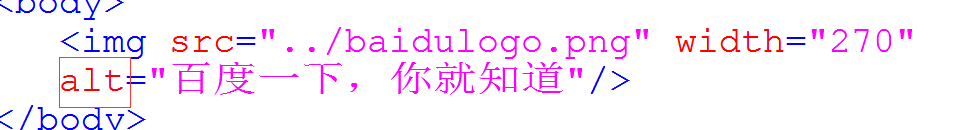 <body>
<img src="../baidulogo.png" width="270"
alt="百度一下，你就知道"/>
</body>